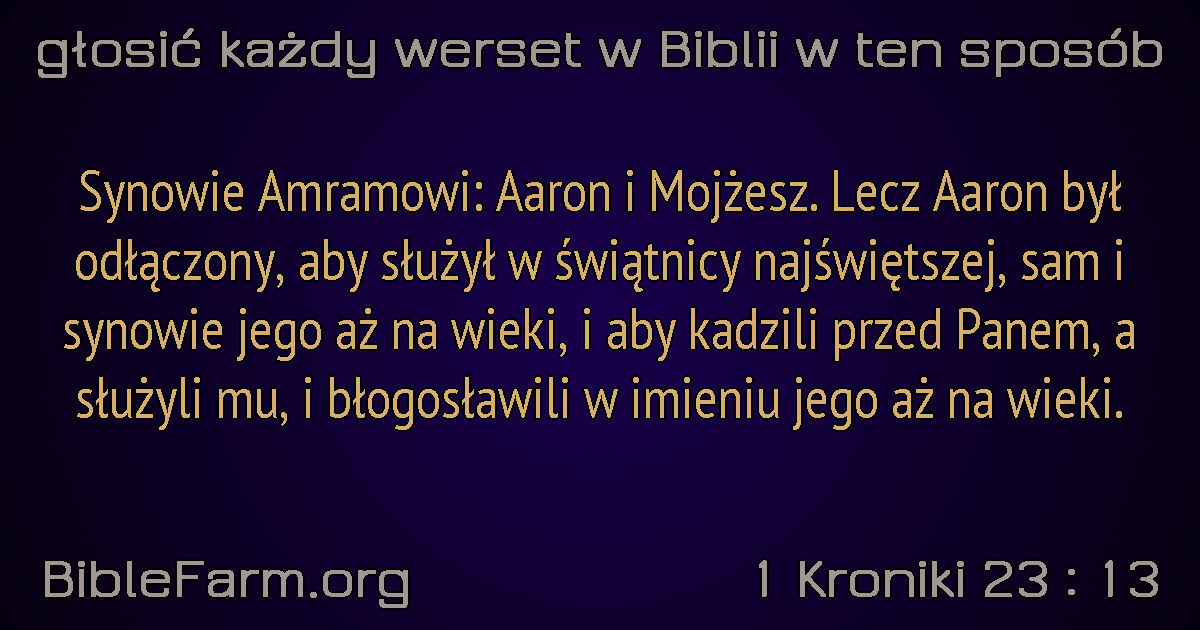 głosić każdy werset w Biblii w ten sposób
Synowie Amramowi: Aaron i Mojżesz. Lecz Aaron był
odłączony, aby służył w świątnicy najświętszej, sam i
synowie jego aż na wieki, i aby kadzili przed Panem, a
służyli mu, i błogosławili w imieniu jego aż na wieki.
BibleFarm.org
1 Kroniki 23 : 13